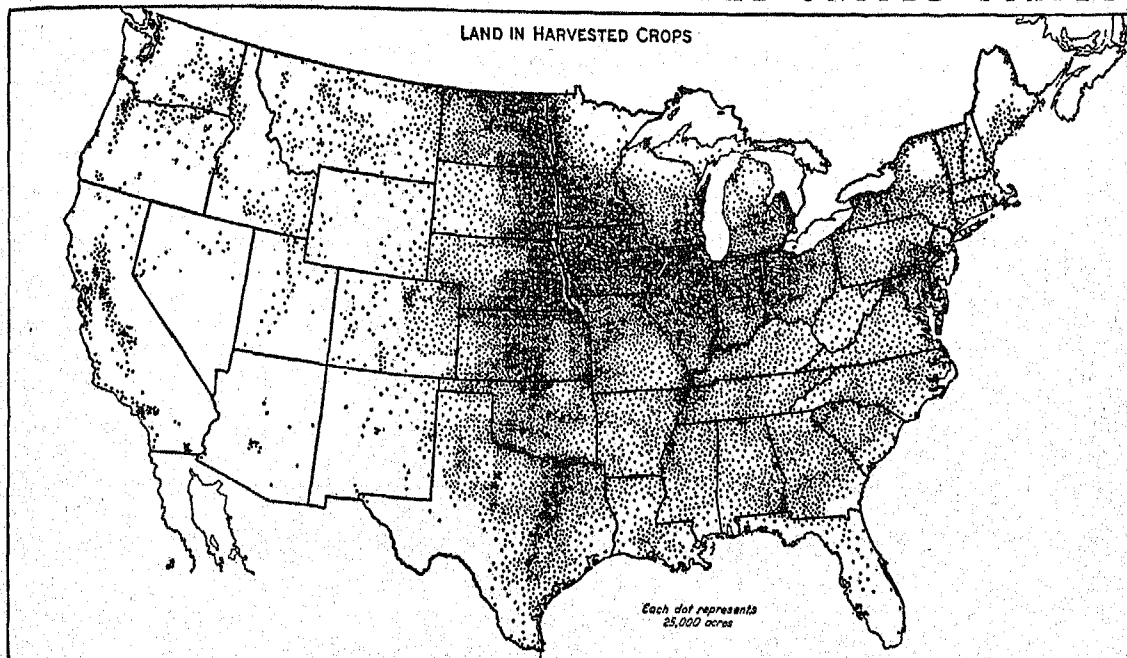 LAND IN HARVESTED CROPS
Each dot represents
25,000 acres